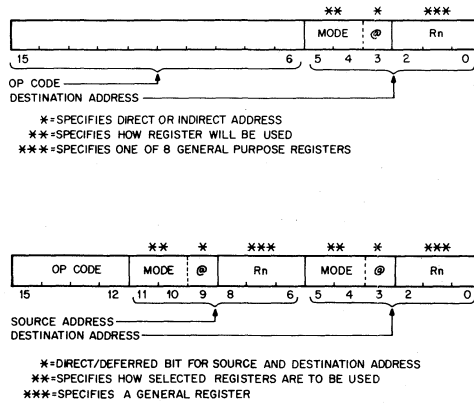 ** * ***
MODE @ Rn
15 6 5 4 3 2 0
OP CODE
DESTINATION ADDRESS
*=SPECIFIES DIRECT OR INDIRECT ADDRESS
**=SPECIFIES HOW REGISTER WILL BE USED
***=SPECIFIES ONE OF 8 GENERAL PURPOSE REGISTERS
** * *** ** * ***
OP CODE MODE @ Rn MODE @ Rn
15 12 11 10 9 8 6 5 4 3 2 0
SOURCE ADDRESS
DESTINATION ADDRESS
*=DIRECT/DEFERRED BIT FOR SOURCE AND DESTINATION ADDRESS
**=SPECIFIES HOW SELECTED REGISTERS ARE TO BE USED
***=SPECIFIES A GENERAL REGISTER